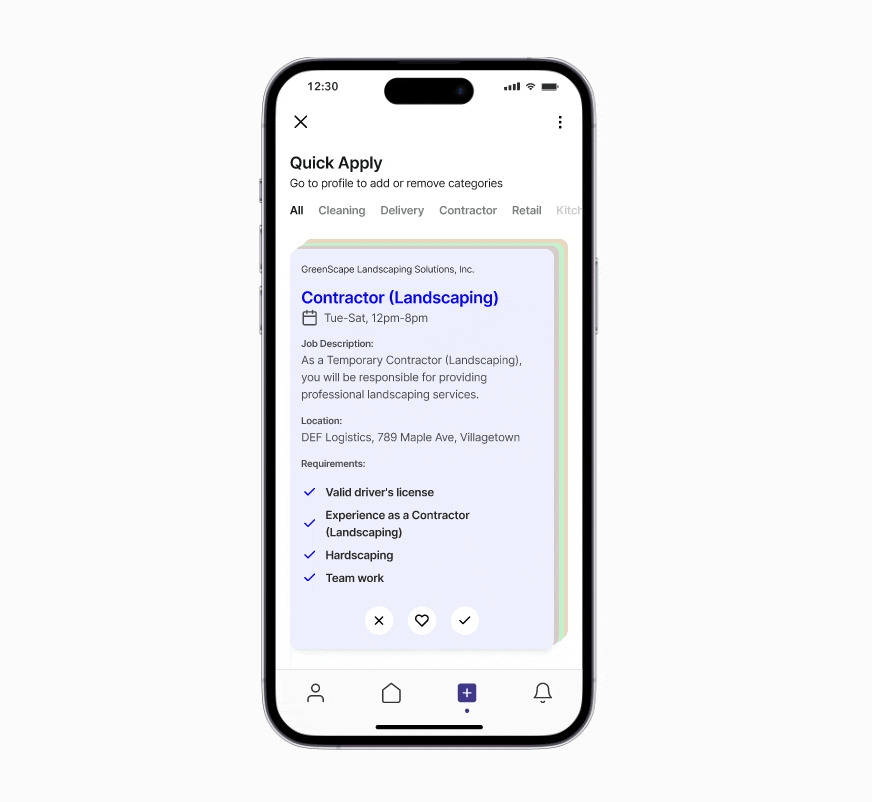 12:30
Quick Apply
Go to profile to add or remove categories
All Cleaning Delivery Contractor Retail Kitch
GreenScape Landscaping Solutions, Inc.
Contractor (Landscaping)
Tue-Sat, 12pm-8pm
Job Description:
As a Temporary Contractor (Landscaping),
you will be responsible for providing
professional landscaping services.
Location:
DEF Logistics, 789 Maple Ave, Villagetown
Requirements:
Valid driver's license
Experience as a Contractor
(Landscaping)
Hardscaping
Team work